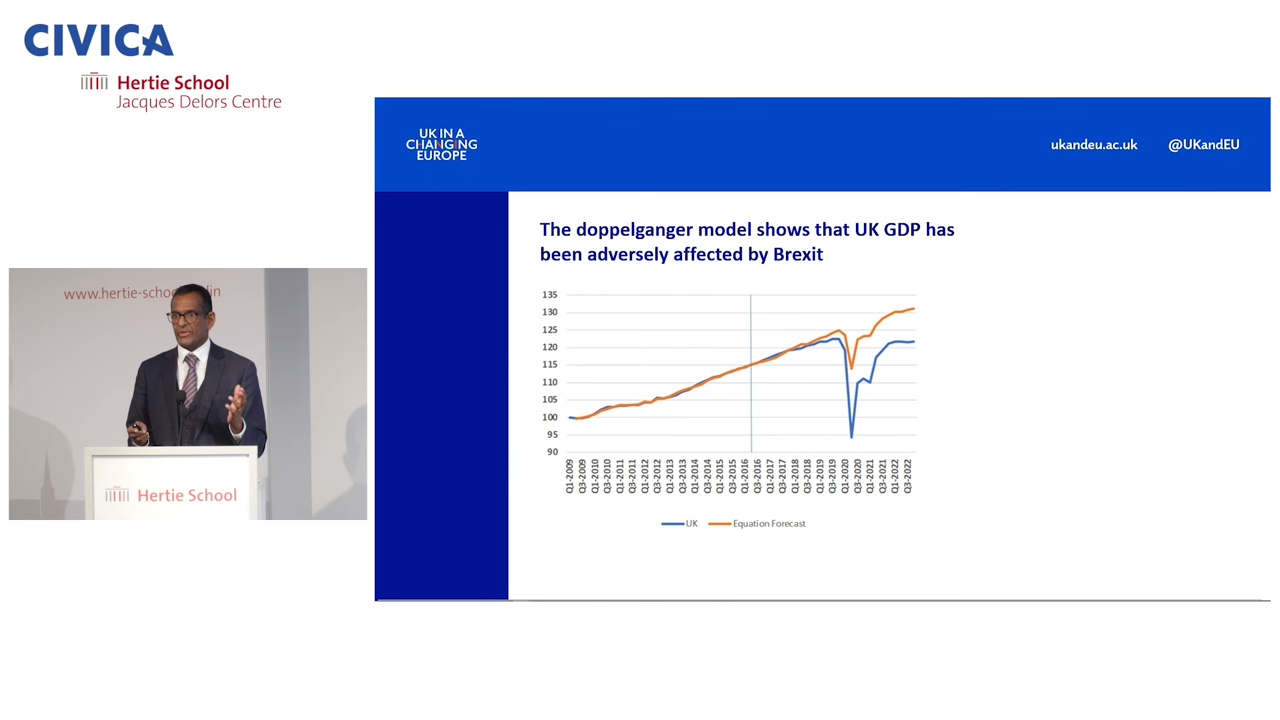 CIVICA
Hertie School
Jacques Delors Centre
UK IN A
CHANGING
EUROPE
ukandeu.ac.uk
@UKandEU
The doppelganger model shows that UK GDP has
been adversely affected by Brexit
135
130
125
120
115
110
105
100
95
90
Q1-2009
Q3-2009
Q1-2010
Q3-2010
Q1-2011
Q3-2011
Q1-2012
Q3-2012
Q1-2013
Q3-2013
Q1-2014
Q3-2014
Q1-2015
Q3-2015
Q1-2016
Q3-2016
Q1-2017
Q3-2017
Q1-2018
Q3-2018
Q1-2019
Q3-2019
Q1-2020
Q3-2020
Q1-2021
Q3-2021
Q1-2022
Q3-2022
UK
Equation Forecast
www.hertie-scho
lin
Hertie School